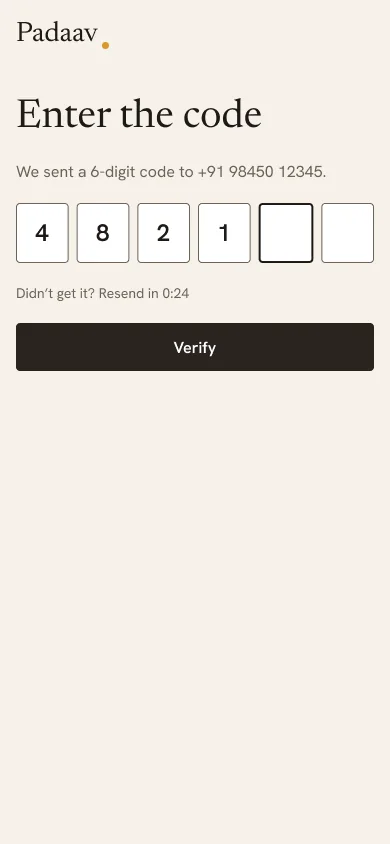 Padaav
Enter the code
We sent a 6-digit code to +91 98450 12345.
4 8 2 1
Didn’t get it? Resend in 0:24
Verify